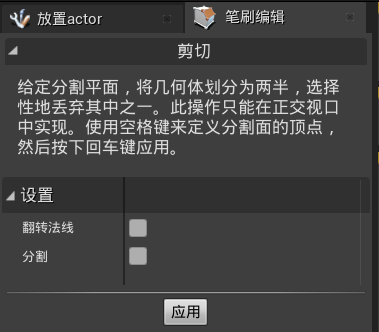 放置actor
笔刷编辑
剪切
给定分割平面，将几何体划分为两半，选择
性地丢弃其中之一。此操作只能在正交视口
中实现。使用空格键来定义分割面的顶点，
然后按下回车键应用。
设置
翻转法线
分割
应用